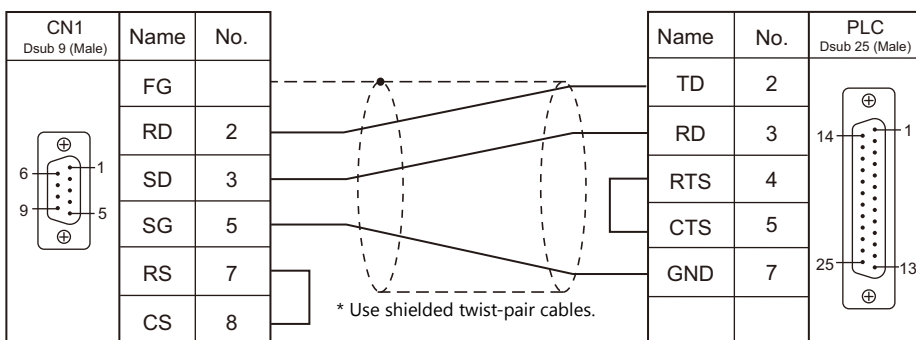 CN1
Dsub 9 (Male)
Name No.
FG
RD 2
SD 3
SG 5
RS 7
CS 8
6
1
9
5
* Use shielded twist-pair cables.
Name No.
PLC
Dsub 25 (Male)
TD 2
RD 3
RTS 4
CTS 5
GND 7
14
1
25
13